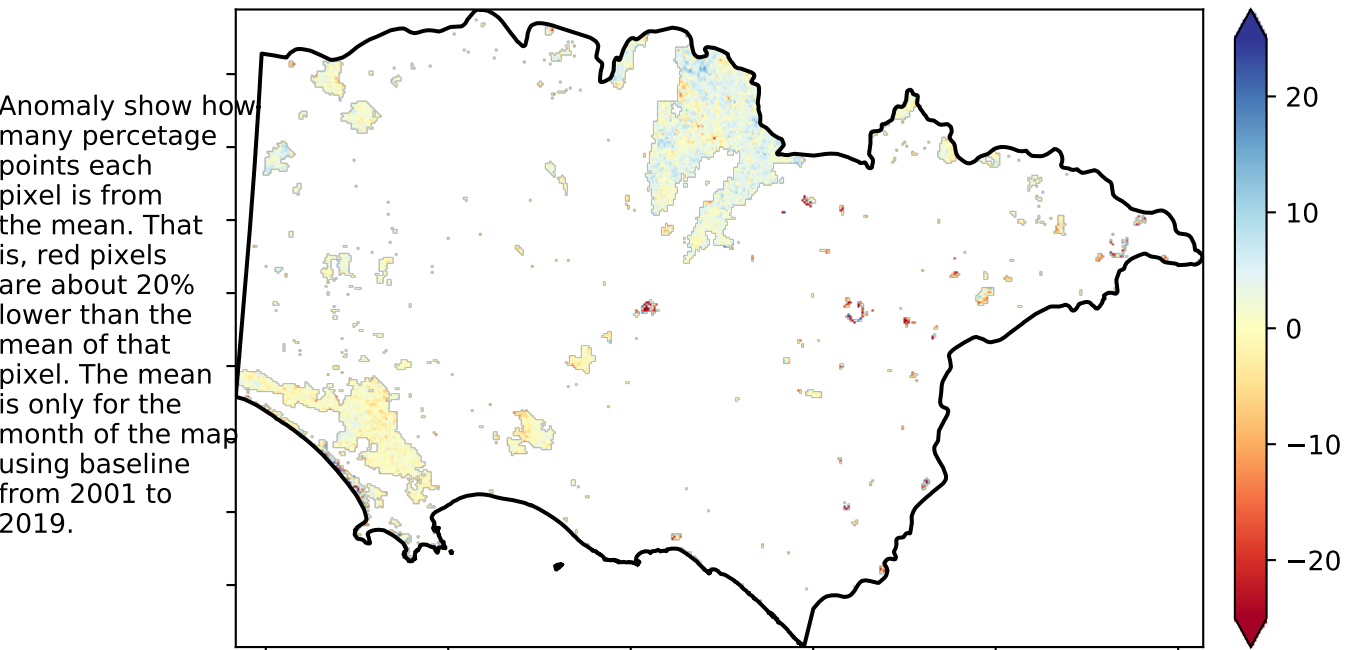 Anomaly show how
many percetage
points each
pixel is from
the mean. That
is, red pixels
are about 20%
lower than the
mean of that
pixel. The mean
is only for the
month of the map
using baseline
from 2001 to
2019.
20
10
0
−10
−20